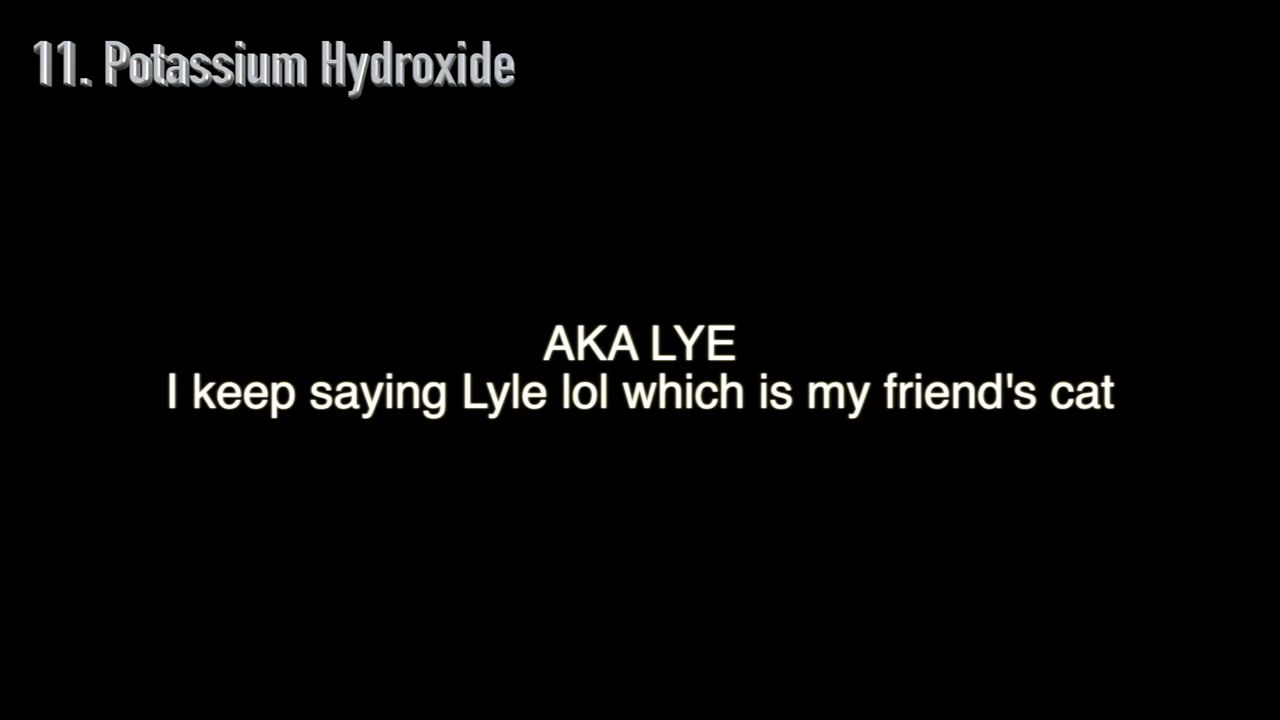 11. Potassium Hydroxide
AKA LYE
I keep saying Lyle lol which is my friend's cat